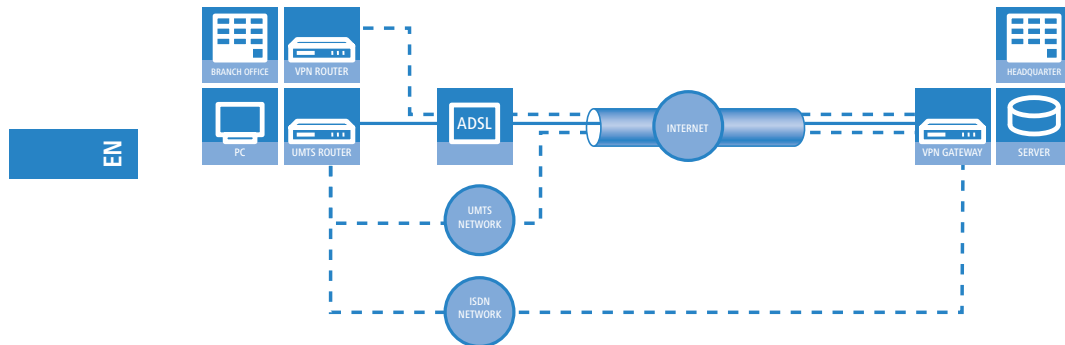 BRANCH OFFICE
VPN ROUTER
HEADQUARTER
ADSL
INTERNET
PC
UMTS ROUTER
VPN GATEWAY
SERVER
EN
UMTS
NETWORK
ISDN
NETWORK